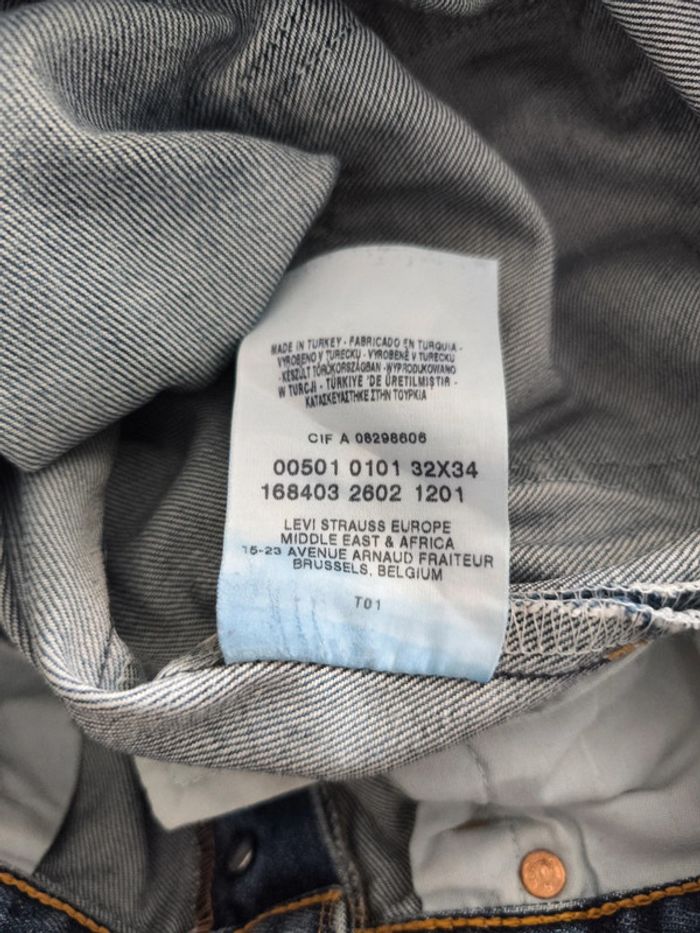 MADE IN TURKEY - FABRICADO EN TURQUIA -
VYROBENO V TURECKU - VYROBENÉ V TURECKU
- KESZÜLT TÖRÖKORSZÁGBAN - WYPRODUKOWANO
W TURCJI - TÜRKIYE 'DE ÜRETILMISTIR -
ΚΑΤΑΣΚΕΥΑΣΤΗΚΕ ΣΤΗΝ ΤΟΥΡΚΙΑ
CIF A 08298606
00501 0101 32X34
168403 2602 1201
LEVI STRAUSS EUROPE
MIDDLE EAST & AFRICA
15-23 AVENUE ARNAUD FRAITEUR
BRUSSELS, BELGIUM
T01